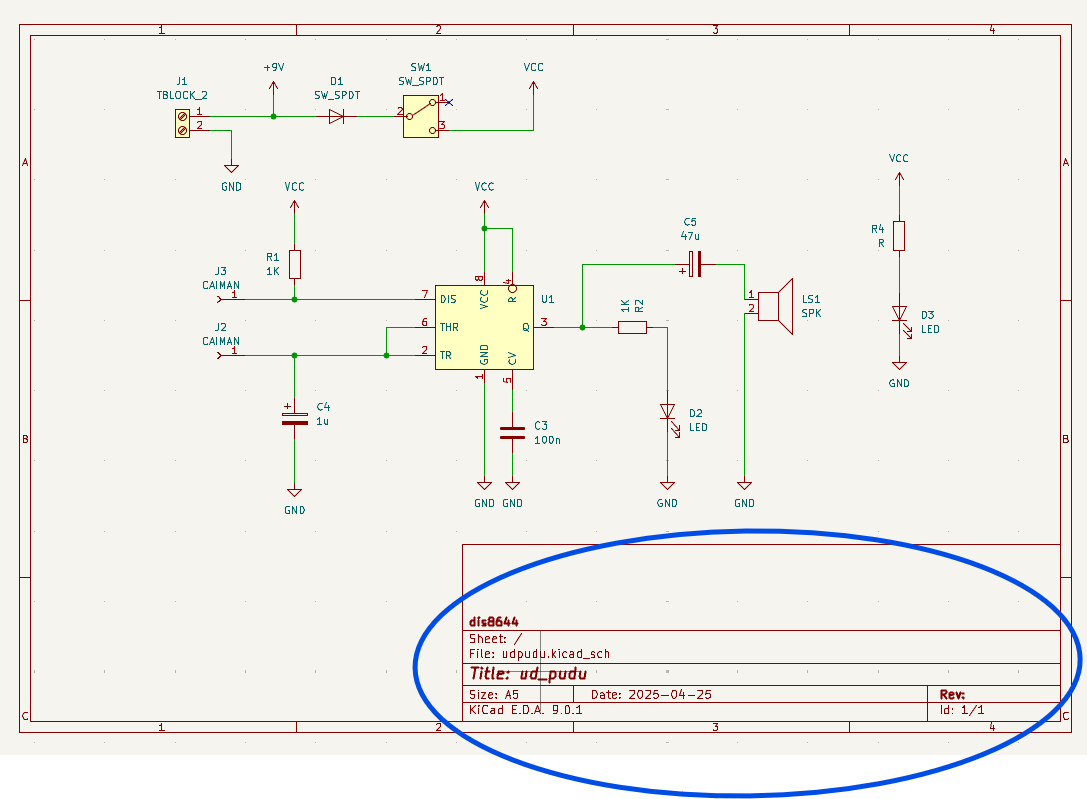 1 2 3 4
+9V SW1 VCC
J1 D1 SW_SPDT
TBLOCK_2 SW_SPDT
1 2 1
2 3
A A
GND
VCC VCC VCC
C5
47u
R4
R
R1
1K
J3
CAIMAN
1 7 DIS VCC R 8 4 U1
1K
R2
+
1 LS1
2 SPK
J2
CAIMAN
6 THR Q 3
D3
LED
1 2 TR GND CV
1 5
GND
+ C4
1u
C3
100n
D2
LED
B B
GND GND GND GND
GND
dis8644
Sheet: /
File: udpudu.kicad_sch
Title: ud_pudu
Size: A5 Date: 2025-04-25 Rev:
KiCad E.D.A. 9.0.1 Id: 1/1
C C
1 2 3 4